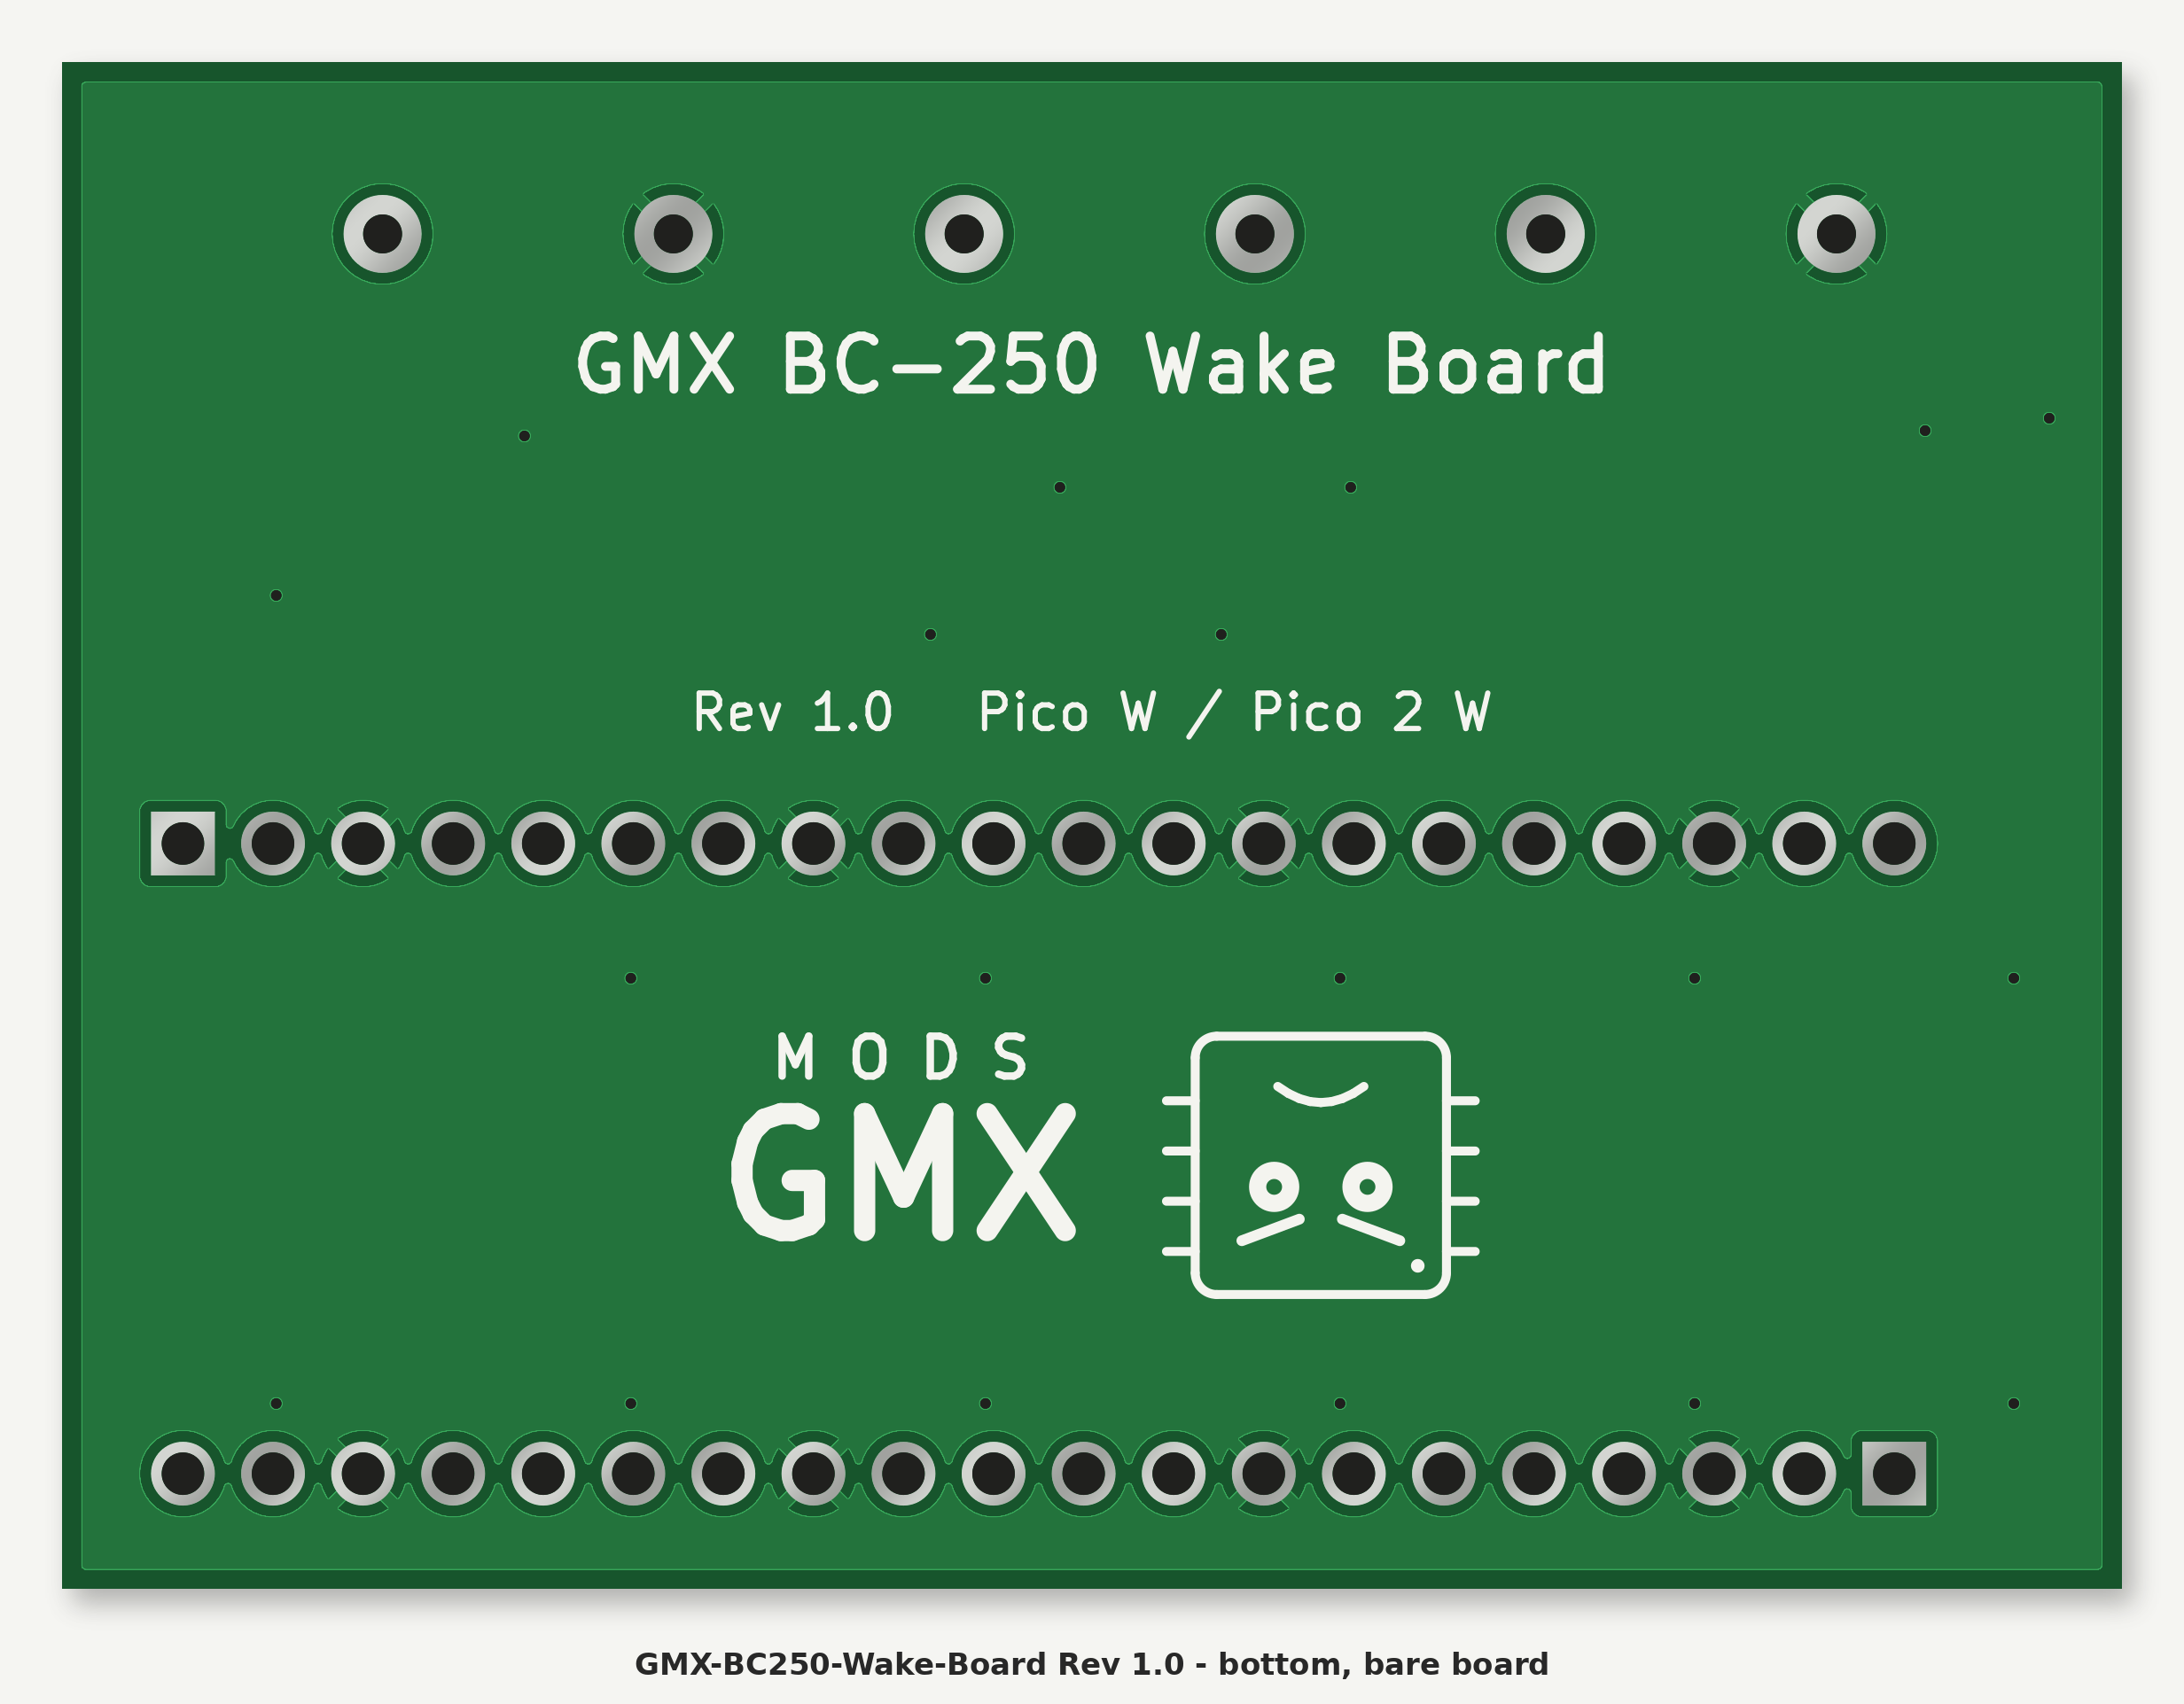 GMX BC-250 Wake Board
Rev 1.0 Pico W / Pico 2 W
MODS
GMX
GMX-BC250-Wake-Board Rev 1.0 - bottom, bare board